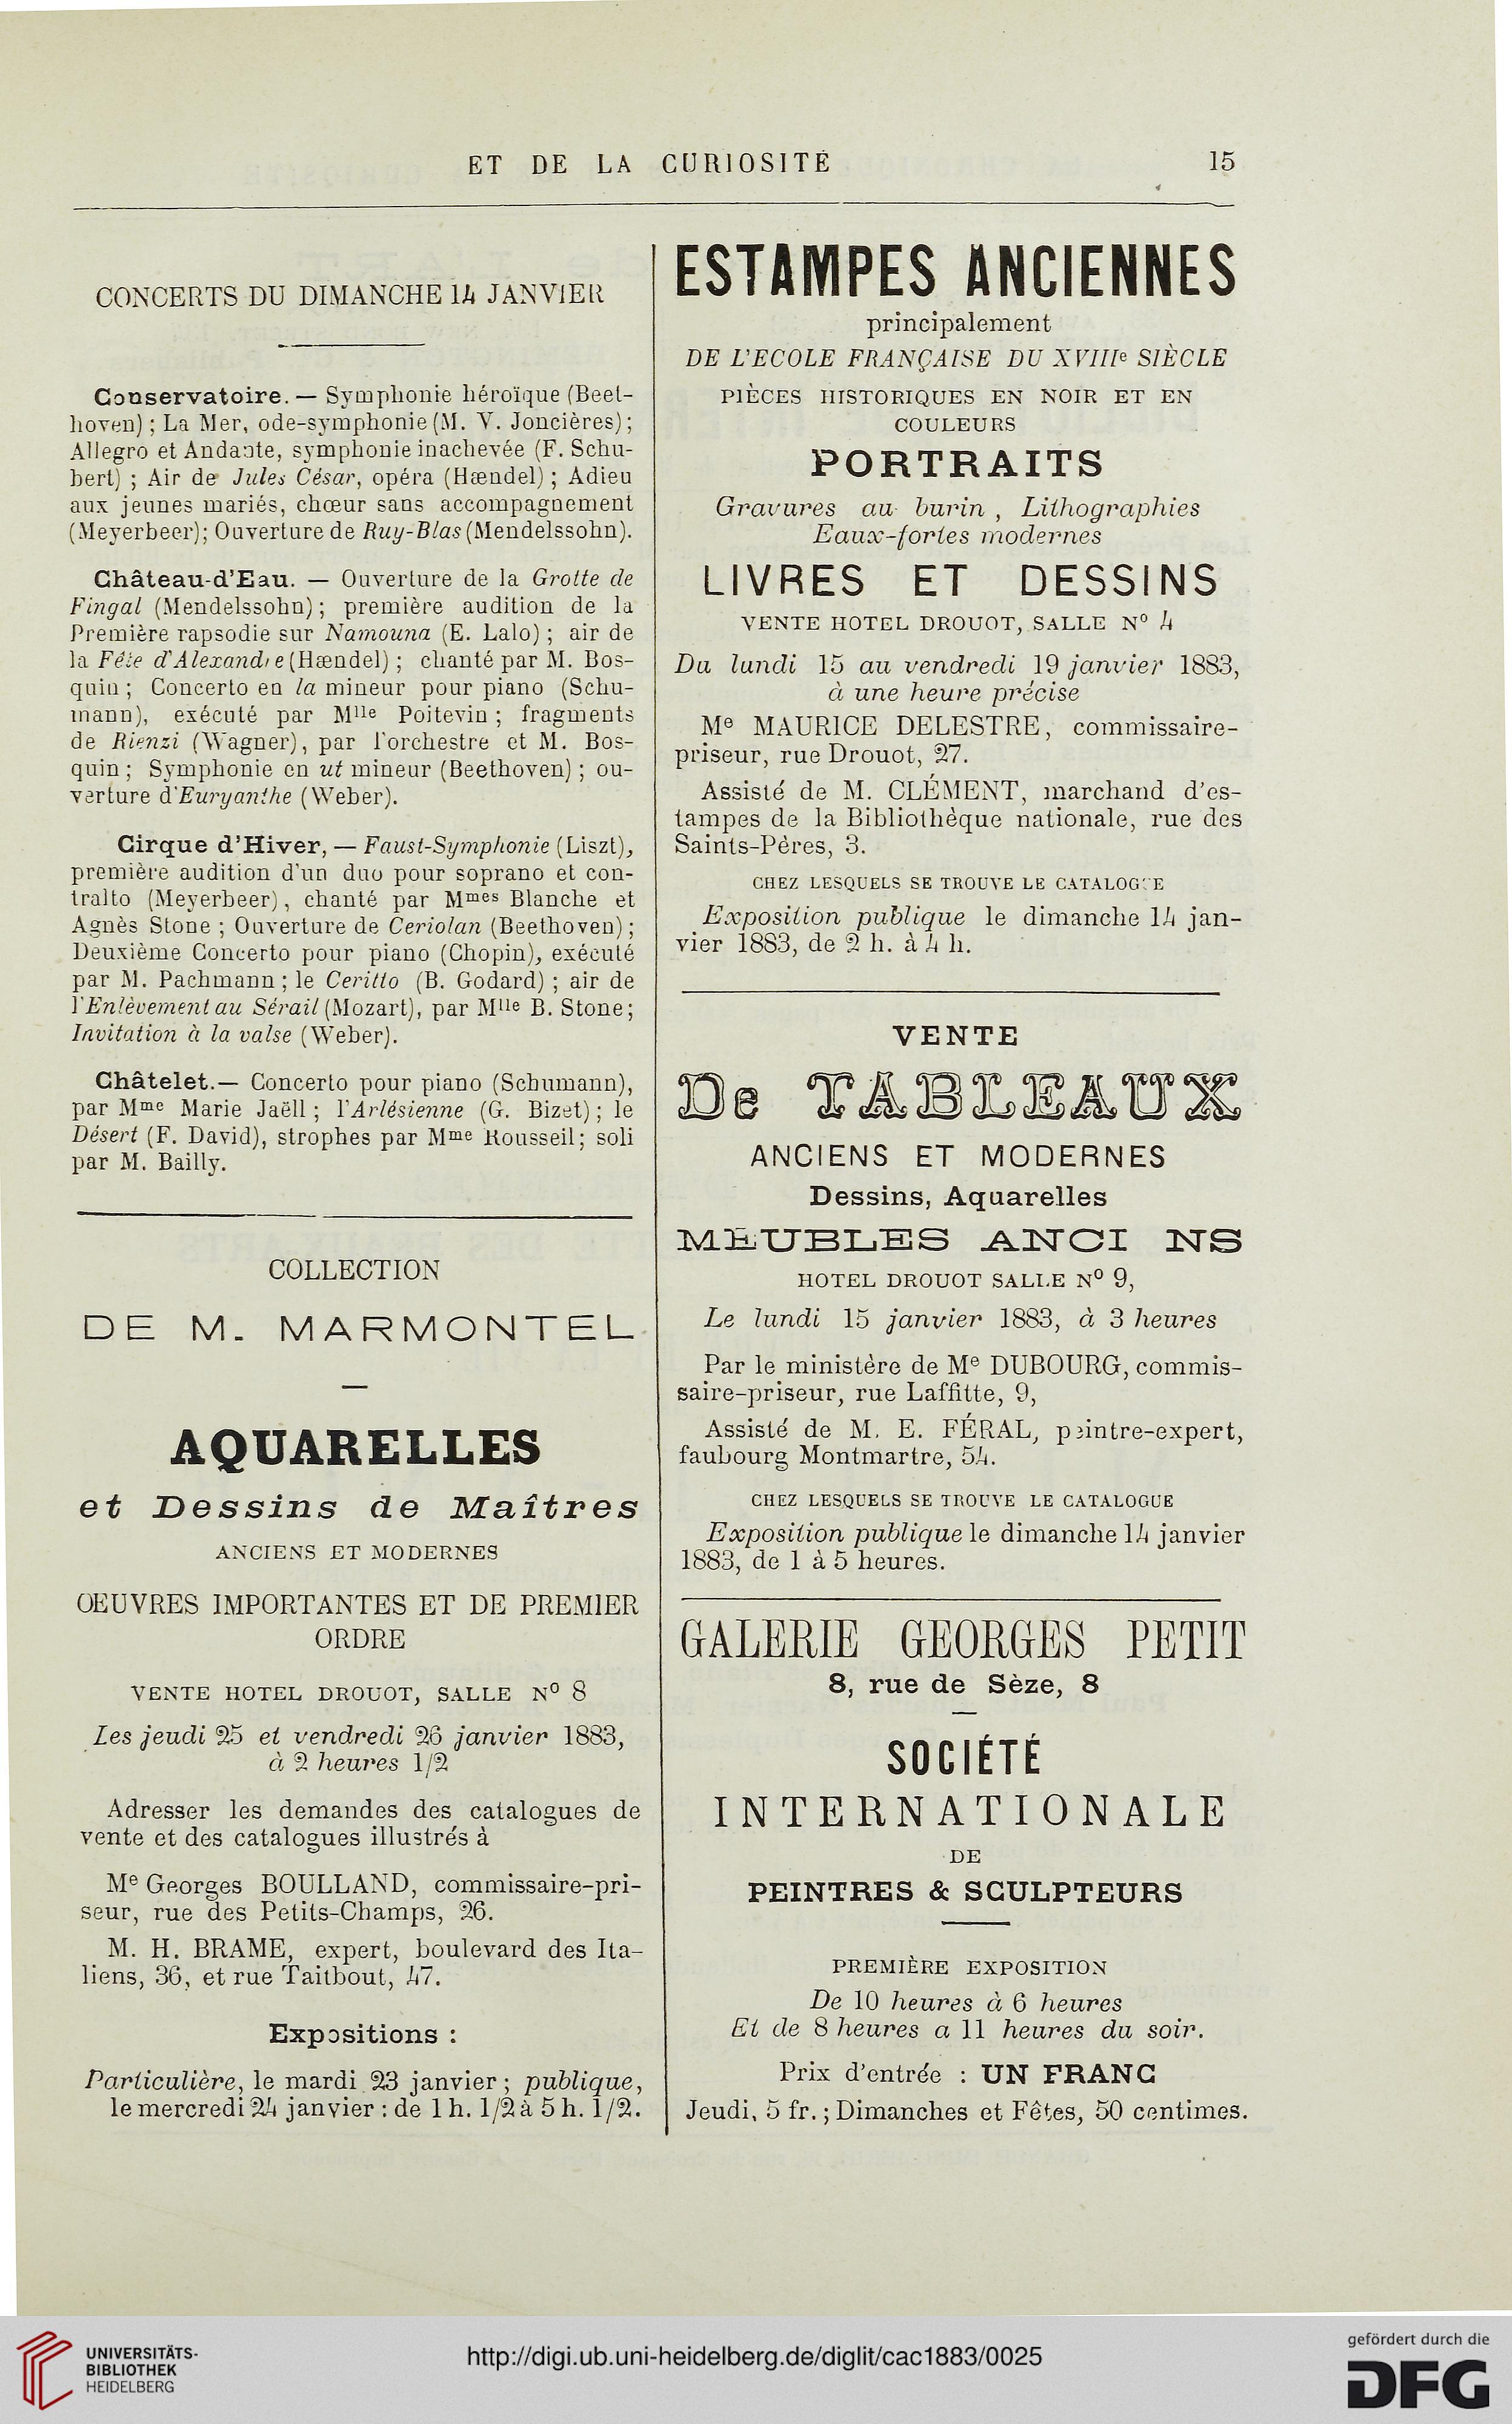 ET DE LA CURIOSITÉ 15
CONCERTS DU DIMANCHE 14 JANVIER
Conservatoire. — Symphonie héroïque (Beet-
hoven) ; La Mer, ode-symphonie (M. V. Joncières) ;
Allegro et Andante, symphonie inachevée (F. Schu-
bert) ; Air de Jules César, opéra (Hændel) ; Adieu
aux jeunes mariés, chœur sans accompagnement
(Meyerbeer); Ouverture de Ruy-Blas (Mendelssohn).
Château-d'Eau. — Ouverture de la Grotte de
Fingal (Mendelssohn) ; première audition de la
Première rapsodie sur Namouna (E. Lalo) ; air de
la Fête d'Alexandre (Hændel) ; chanté par M. Bos-
quin ; Concerto en la mineur pour piano (Schu-
mann), exécuté par Mlle Poitevin ; fragments
de Rienzi (Wagner), par l'orchestre et M. Bos-
quin ; Symphonie en ut mineur (Beethoven) ; ou-
verture d'Euryanthe (Weber).
Cirque d'Hiver, — Faust-Symphonie (Liszt),
première audition d'un duo pour soprano et con-
tralto (Meyerbeer), chanté par Mmes Blanche et
Agnès Stone ; Ouverture de Ceriolan (Beethoven) ;
Deuxième Concerto pour piano (Chopin), exécuté
par M. Pachmann ; le Ceritto (B. Godard) ; air de
l'Enlèvement au Sérail (Mozart), par Mlle B. Stone ;
Invitation à la valse (Weber).
Châtelet. — Concerto pour piano (Schumann),
par Mme Marie Jaëll ; l'Arlésienne (G. Bizet) ; le
Désert (F. David), strophes par Mme Rousseil ; soli
par M. Bailly.
COLLECTION
DE M. MARMONTEL
AQUARELLES
et Dessins de Maîtres
ANCIENS ET MODERNES
OEUVRES IMPORTANTES ET DE PREMIER
ORDRE
VENTE HOTEL DROUOT, SALLE N° 8
Les jeudi 25 et vendredi 26 janvier 1883,
à 2 heures 1/2
Adresser les demandes des catalogues de
vente et des catalogues illustrés à
Me Georges BOULLAND, commissaire-pri-
seur, rue des Petits-Champs, 26.
M. H. BRAME, expert, boulevard des Ita-
liens, 36, et rue Taitbout, 47.
Expositions :
Particulière, le mardi 23 janvier ; publique,
le mercredi 24 janvier : de 1 h. 1/2 à 5 h. 1/2.
ESTAMPES ANCIENNES
principalement
DE L'ECOLE FRANÇAISE DU XVIIIe SIÈCLE
PIÈCES HISTORIQUES EN NOIR ET EN
COULEURS
PORTRAITS
Gravures au burin , Lithographies
Eaux-fortes modernes
LIVRES ET DESSINS
VENTE HOTEL DROUOT, SALLE N° 4
Du lundi 15 au vendredi 19 janvier 1883,
à une heure précise
Me MAURICE DELESTRE, commissaire-
priseur, rue Drouot, 27.
Assisté de M. CLÉMENT, marchand d'es-
tampes de la Bibliothèque nationale, rue des
Saints-Pères, 3.
CHEZ LESQUELS SE TROUVE LE CATALOGUE
Exposition publique le dimanche 14 jan-
vier 1883, de 2 h. à 4 h.
VENTE
De TABLEAUX
ANCIENS ET MODERNES
Dessins, Aquarelles
MEUBLES ANCI NS
HOTEL DROUOT SALLE N° 9,
Le lundi 15 janvier 1883, à 3 heures
Par le ministère de Me DUBOURG, commis-
saire-priseur, rue Laffitte, 9,
Assisté de M. E. FÉRAL, peintre-expert,
faubourg Montmartre, 54.
CHEZ LESQUELS SE TROUVE LE CATALOGUE
Exposition publique le dimanche 14 janvier
1883, de 1 à 5 heures.
GALERIE GEORGES PETIT
8, rue de Sèze, 8
SOCIÉTÉ
INTERNATIONALE
DE
PEINTRES & SCULPTEURS
PREMIÈRE EXPOSITION
De 10 heures à 6 heures
Et de 8 heures a 11 heures du soir.
Prix d'entrée : UN FRANC
Jeudi, 5 fr. ; Dimanches et Fêtes, 50 centimes.
UNIVERSITÄTS-
BIBLIOTHEK
HEIDELBERG
http://digi.ub.uni-heidelberg.de/diglit/cac1883/0025
gefördert durch die
DFG